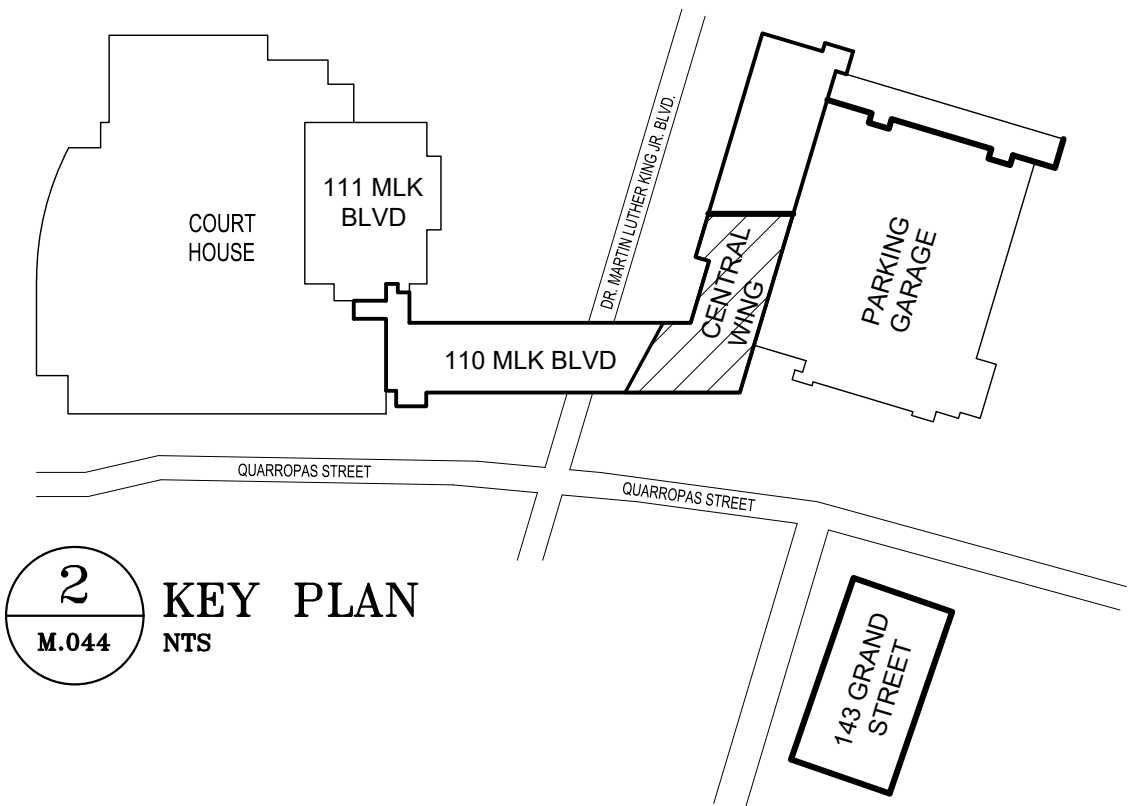 COURT
HOUSE
111 MLK
BLVD
DR. MARTIN LUTHER KING JR. BLVD.
CENTRAL
WING
PARKING
GARAGE
110 MLK BLVD
QUARROPAS STREET
QUARROPAS STREET
2
M.044
KEY PLAN
NTS
143 GRAND
STREET